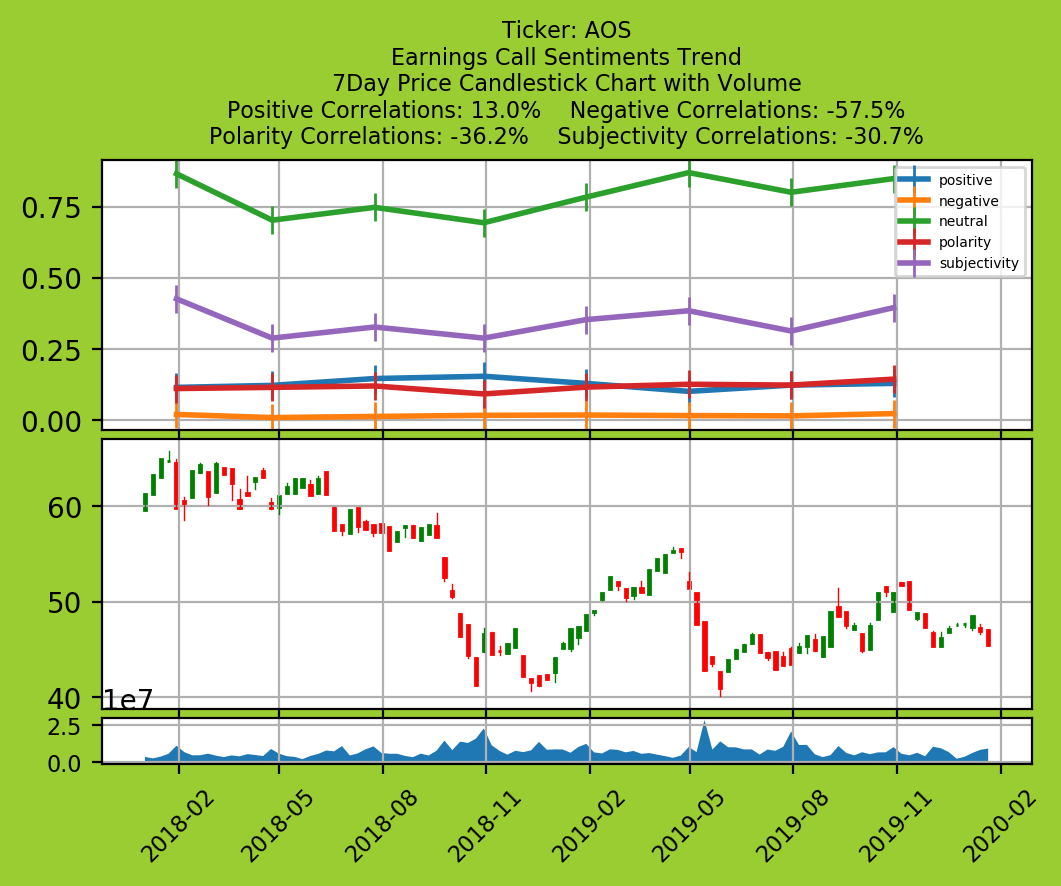 Ticker: AOS
Earnings Call Sentiments Trend
7Day Price Candlestick Chart with Volume
Positive Correlations: 13.0%    Negative Correlations: -57.5%
Polarity Correlations: -36.2%    Subjectivity Correlations: -30.7%
0.75
0.50
0.25
0.00
positive
negative
neutral
polarity
subjectivity
60
50
40
1e7
2.5
0.0
2018-02
2018-05
2018-08
2018-11
2019-02
2019-05
2019-08
2019-11
2020-02